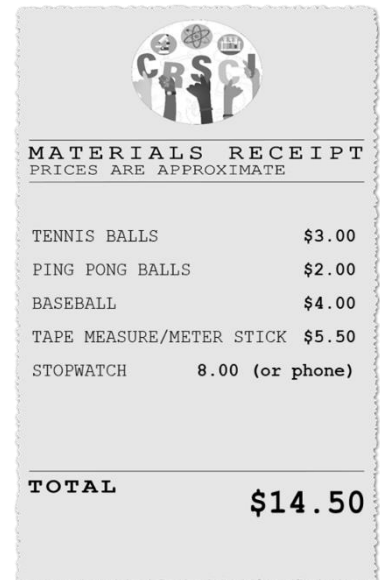 CRSCI
MATERIALS RECEIPT
PRICES ARE APPROXIMATE
TENNIS BALLS $3.00
PING PONG BALLS $2.00
BASEBALL $4.00
TAPE MEASURE/METER STICK $5.50
STOPWATCH 8.00 (or phone)
TOTAL $14.50